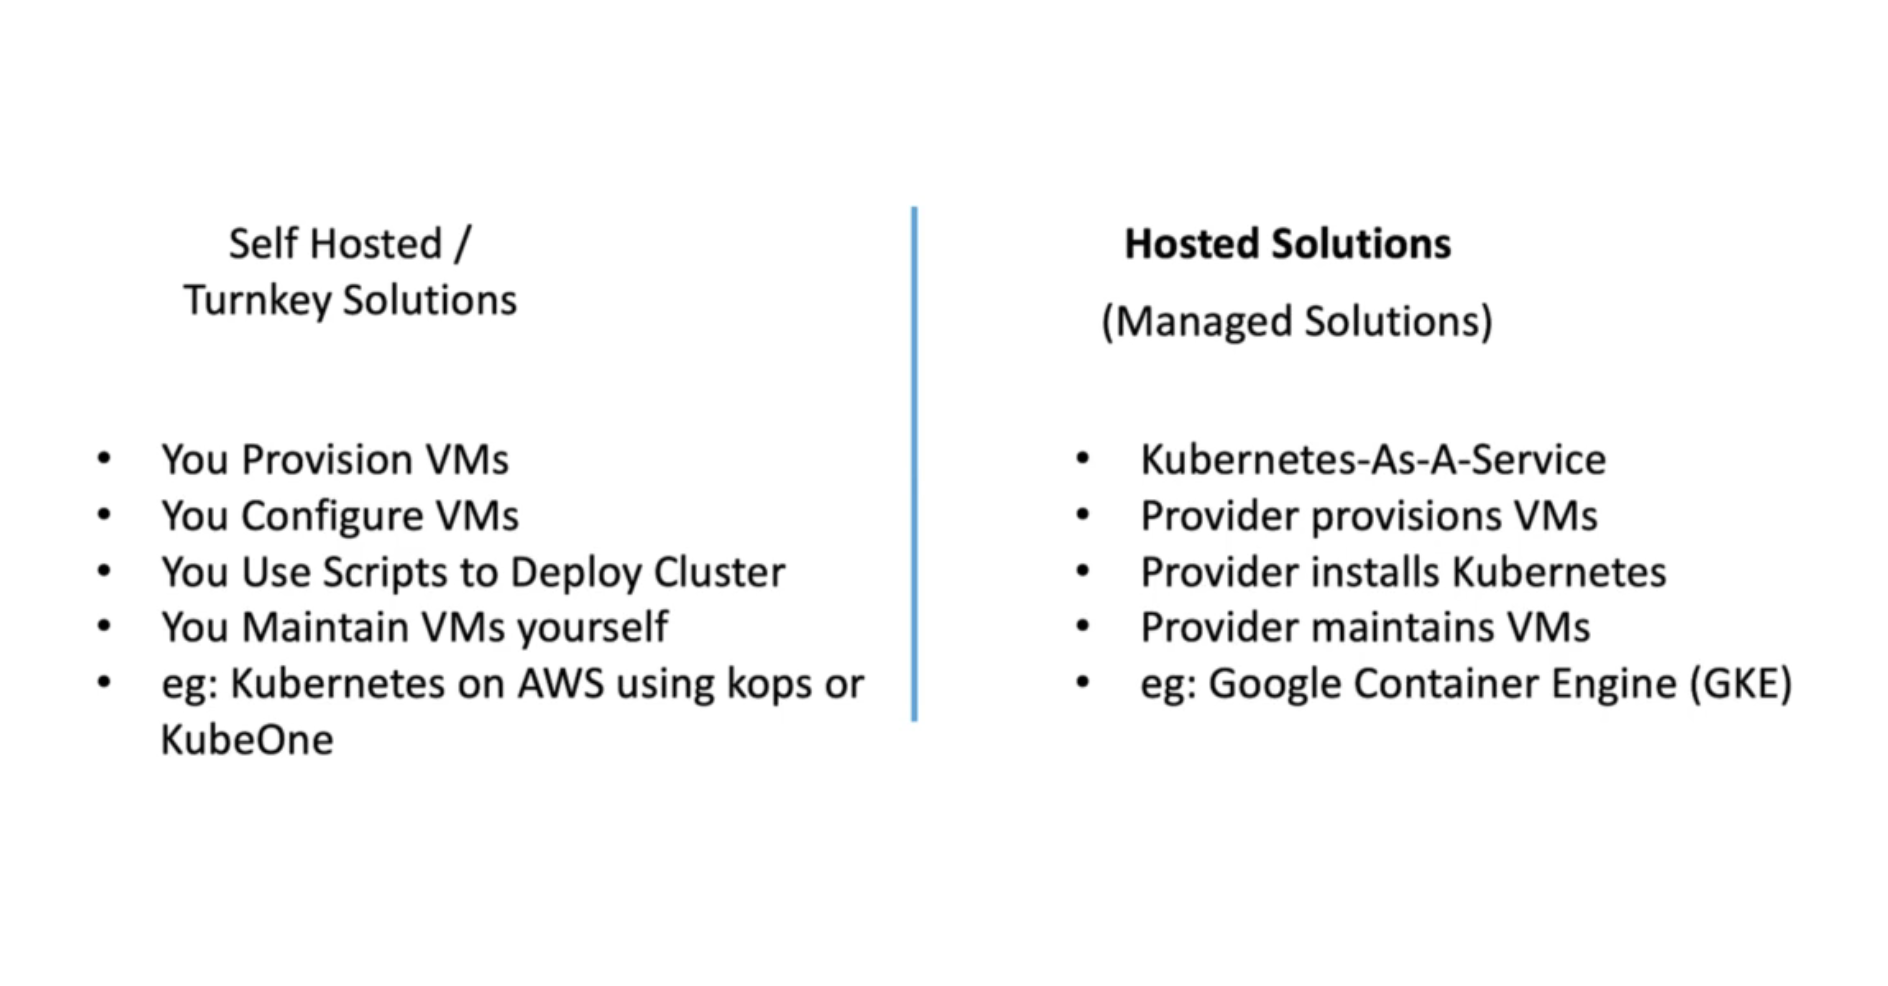 Self Hosted /
Turnkey Solutions
• You Provision VMs
• You Configure VMs
• You Use Scripts to Deploy Cluster
• You Maintain VMs yourself
• eg: Kubernetes on AWS using kops or
KubeOne
Hosted Solutions
(Managed Solutions)
• Kubernetes-As-A-Service
• Provider provisions VMs
• Provider installs Kubernetes
• Provider maintains VMs
• eg: Google Container Engine (GKE)